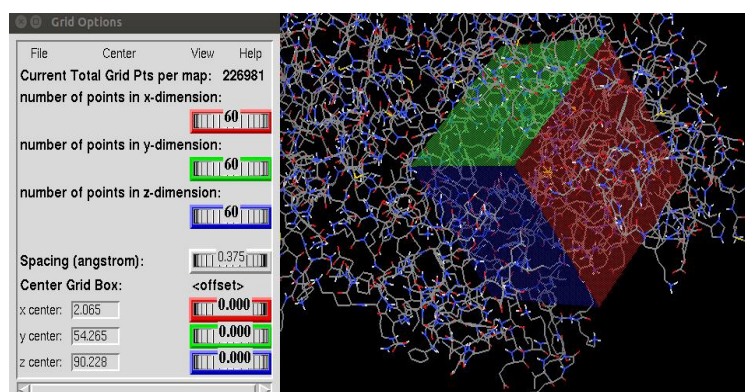 Grid Options
File Center View Help
Current Total Grid Pts per map: 226981
number of points in x-dimension:
60
number of points in y-dimension:
60
number of points in z-dimension:
60
Spacing (angstrom): 0.375
Center Grid Box: <offset>
x center: 2.065 0.000
y center: 54.265 0.000
z center: 90.228 0.000